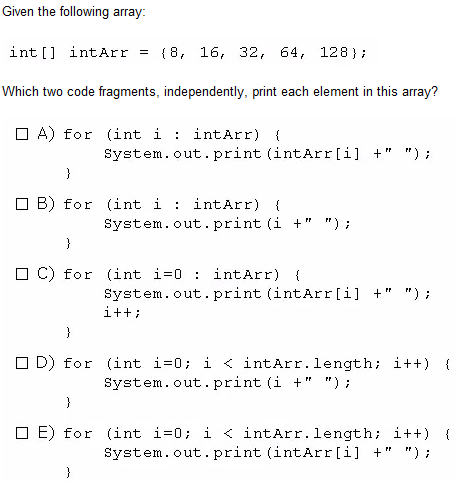 Given the following array:
int[] intArr = {8, 16, 32, 64, 128};
Which two code fragments, independently, print each element in this array?
A) for (int i : intArr) {
System.out.print(intArr[i] +" ");
}
B) for (int i : intArr) {
System.out.print(i +" ");
}
C) for (int i=0 : intArr) {
System.out.print(intArr[i] +" ");
i++;
}
D) for (int i=0; i < intArr.length; i++) {
System.out.print(i +" ");
}
E) for (int i=0; i < intArr.length; i++) {
System.out.print(intArr[i] +" ");
}